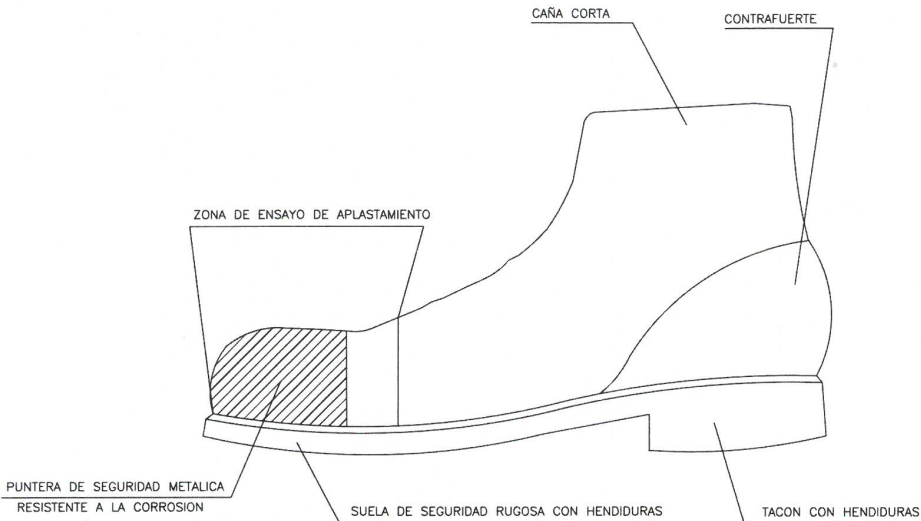 CAÑA CORTA
CONTRAFUERTE
ZONA DE ENSAYO DE APLASTAMIENTO
PUNTERA DE SEGURIDAD METALICA
RESISTENTE A LA CORROSION
SUELA DE SEGURIDAD RUGOSA CON HENDIDURAS
TACON CON HENDIDURAS